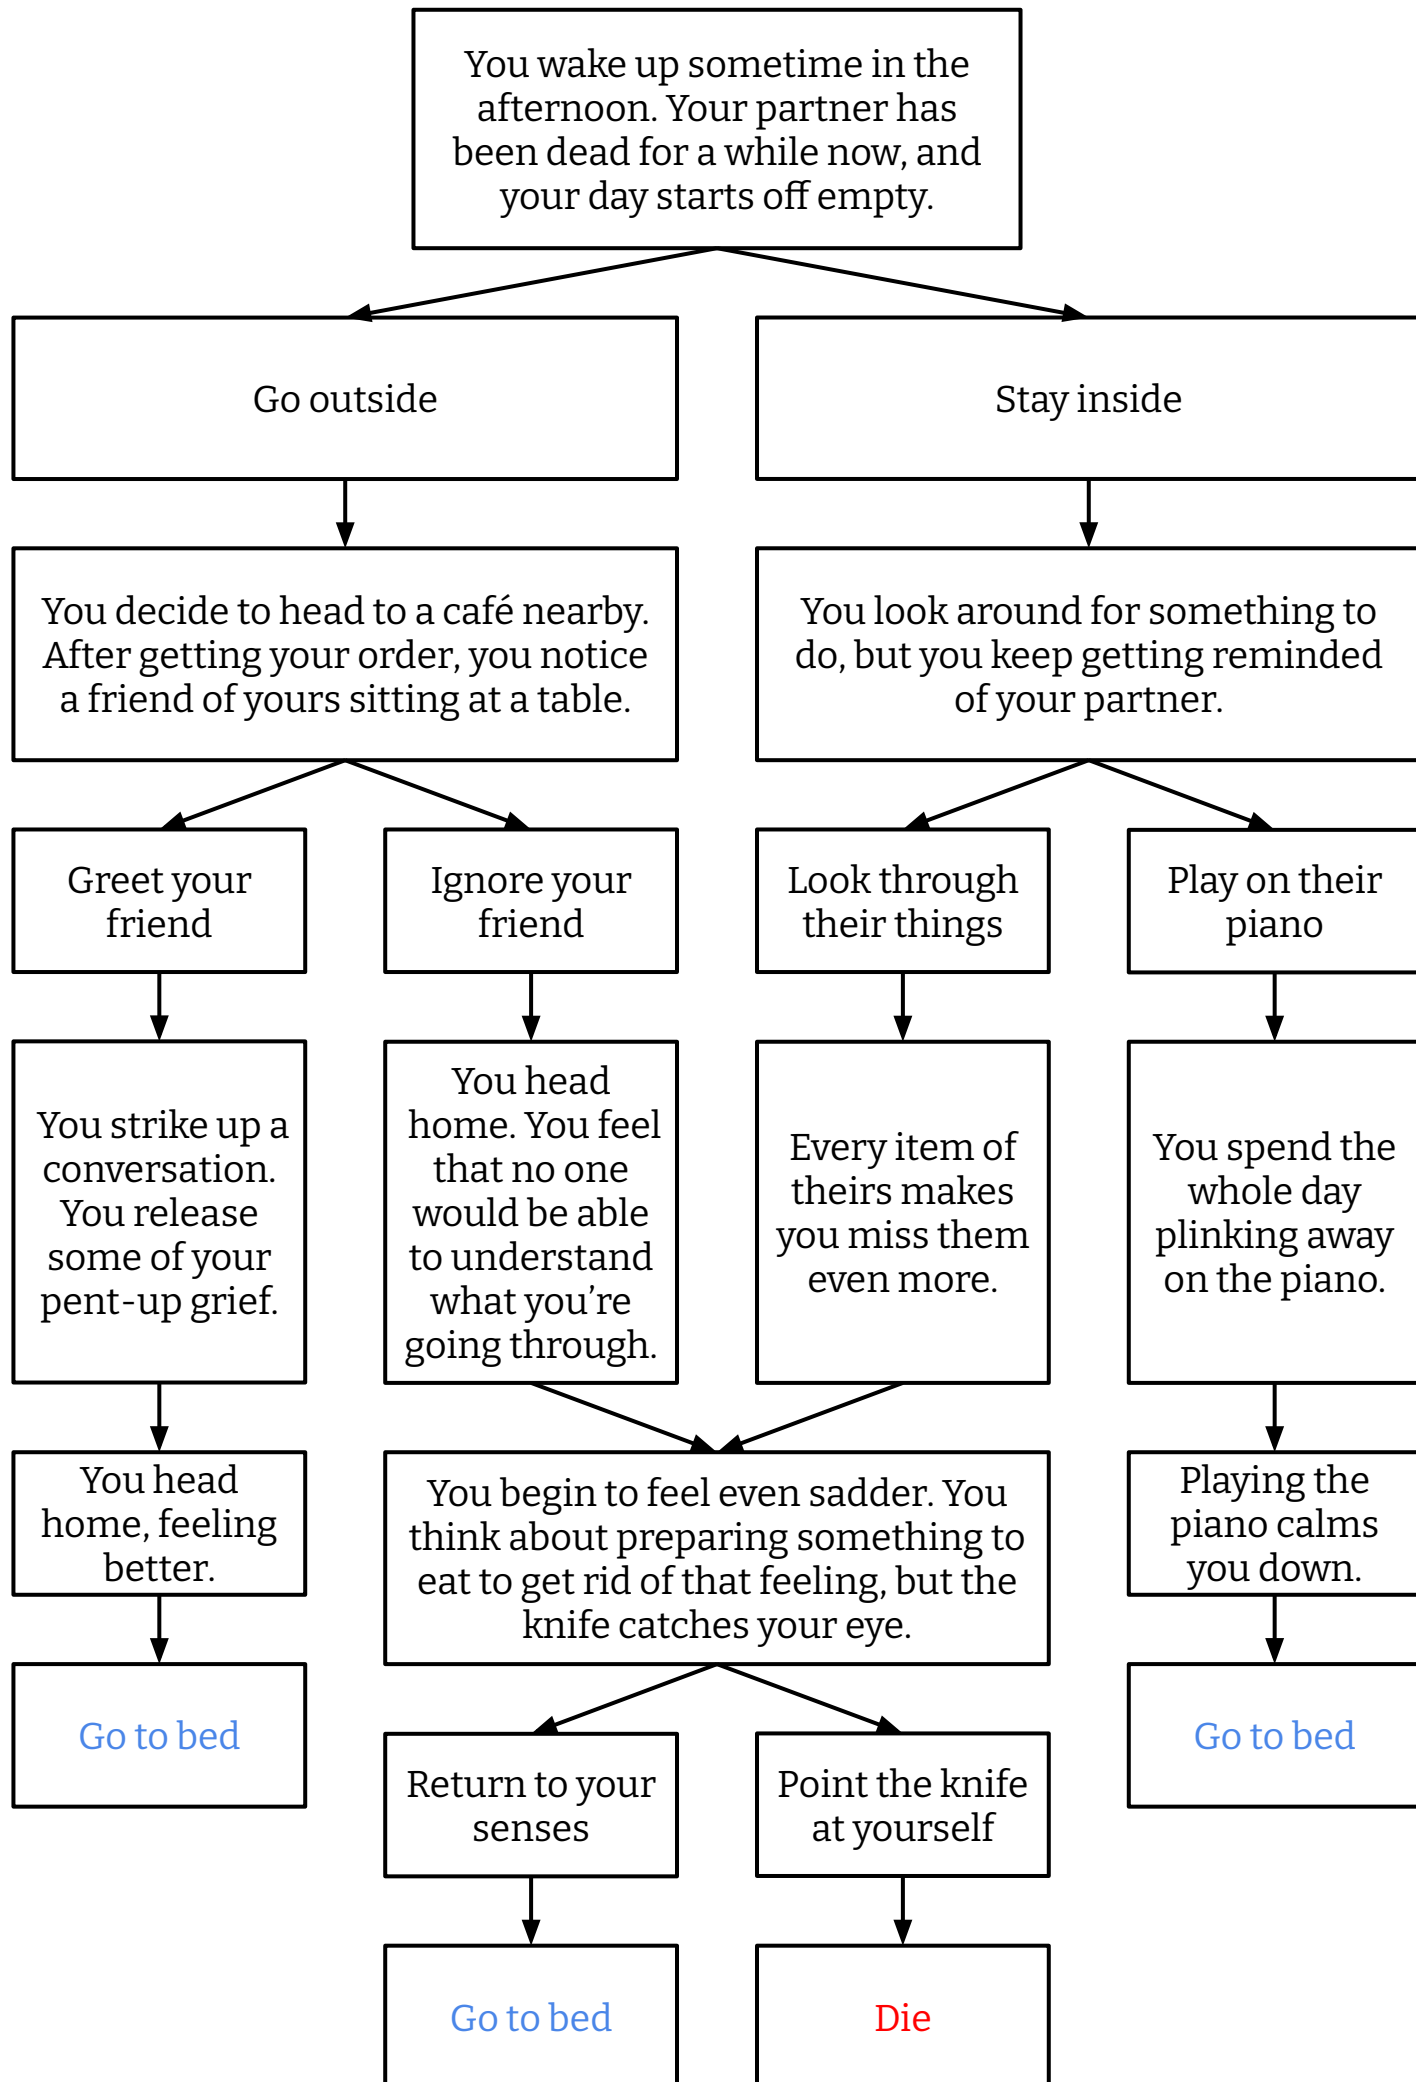 You wake up sometime in the
afternoon. Your partner has
been dead for a while now, and
your day starts off empty.
Go outside
Stay inside
You decide to head to a café nearby.
After getting your order, you notice
a friend of yours sitting at a table.
You look around for something to
do, but you keep getting reminded
of your partner.
Greet your
friend
Ignore your
friend
Look through
their things
Play on their
piano
You strike up a
conversation.
You release
some of your
pent-up grief.
You head
home. You feel
that no one
would be able
to understand
what you’re
going through.
Every item of
theirs makes
you miss them
even more.
You spend the
whole day
plinking away
on the piano.
You head
home, feeling
better.
You begin to feel even sadder. You
think about preparing something to
eat to get rid of that feeling, but the
knife catches your eye.
Playing the
piano calms
you down.
Go to bed
Return to your
senses
Point the knife
at yourself
Go to bed
Go to bed
Die